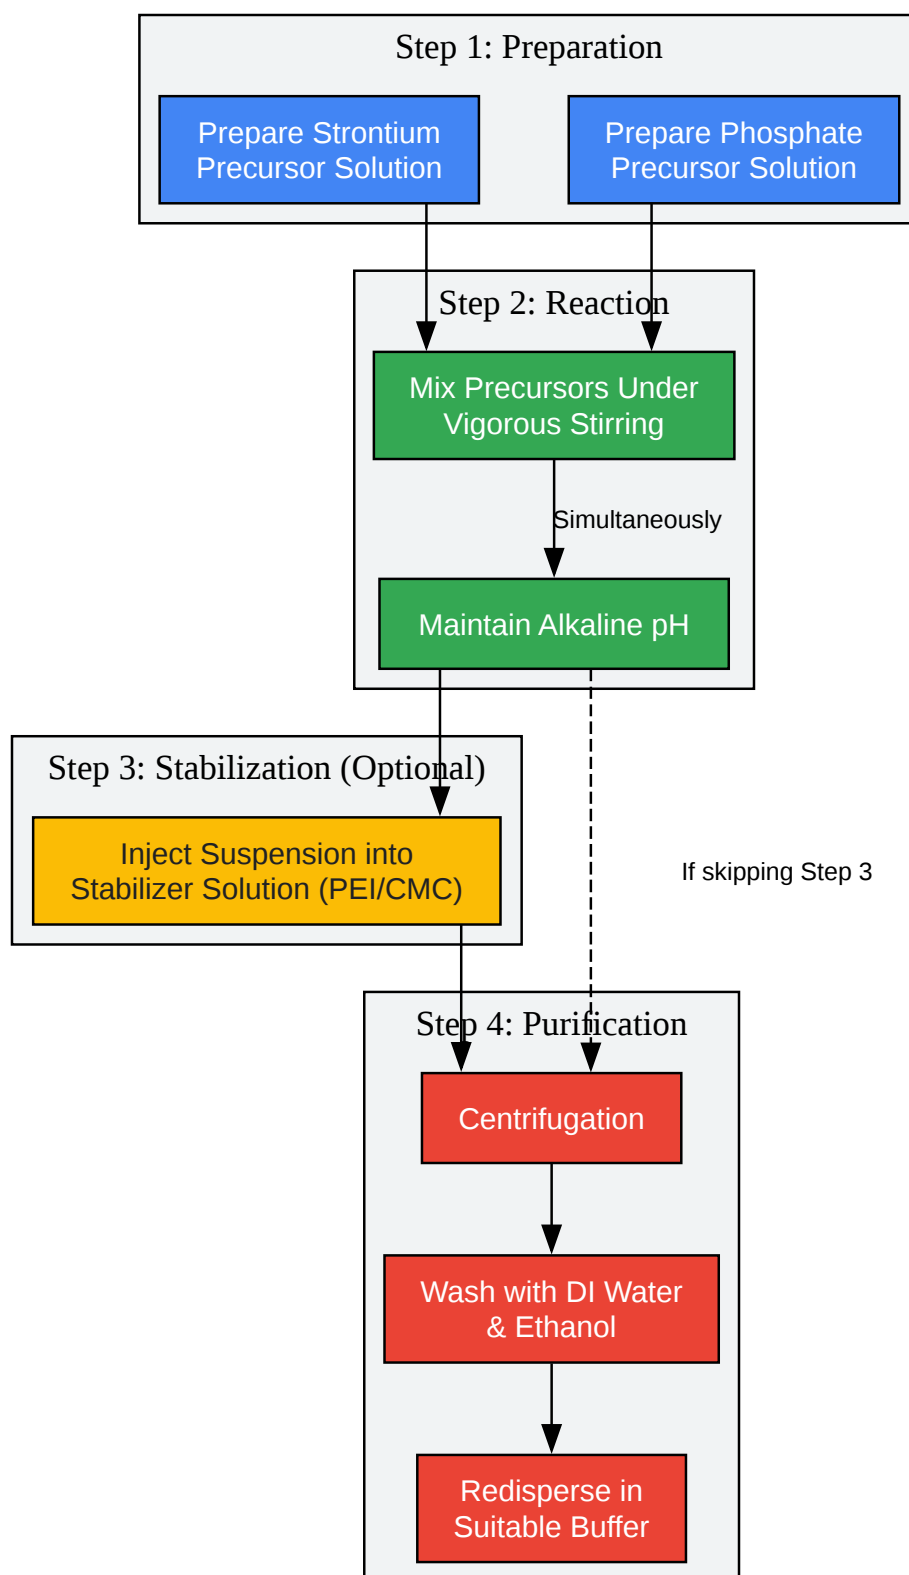 Step 1: Preparation
Prepare Strontium
Precursor Solution
Prepare Phosphate
Precursor Solution
Step 2: Reaction
Mix Precursors Under
Vigorous Stirring
Simultaneously
Maintain Alkaline pH
Step 3: Stabilization (Optional)
Inject Suspension into
Stabilizer Solution (PEI/CMC)
If skipping Step 3
Step 4: Purification
Centrifugation
Wash with DI Water
& Ethanol
Redisperse in
Suitable Buffer